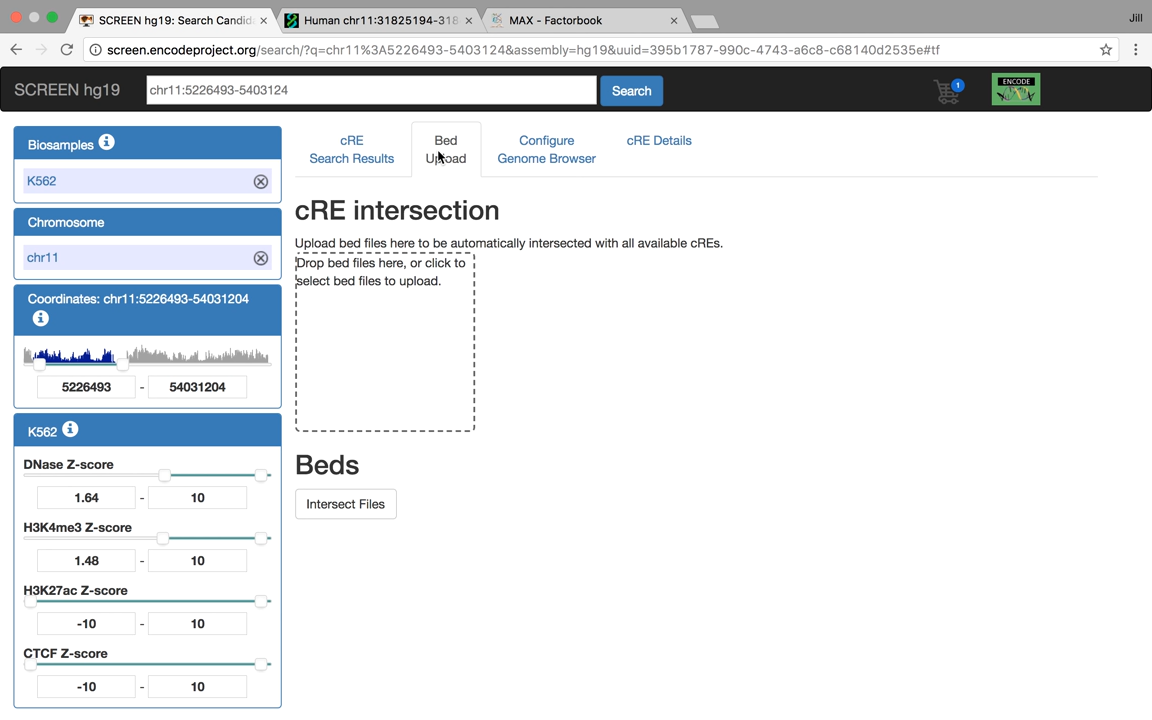 SCREEN hg19: Search Candid
Human chr11:31825194-318
MAX - Factorbook
Jill
screen.encodeproject.org/search/?q=chr11%3A5226493-5403124&assembly=hg19&uuid=395b1787-990c-4743-a6c8-c68140d2535e#tf
SCREEN hg19
chr11:5226493-5403124
Search
1
ENCODE
Biosamples
K562
Chromosome
chr11
Coordinates: chr11:5226493-54031204
5226493 - 54031204
K562
DNase Z-score
1.64 - 10
H3K4me3 Z-score
1.48 - 10
H3K27ac Z-score
-10 - 10
CTCF Z-score
-10 - 10
cRE
Search Results
Bed
Upload
Configure
Genome Browser
cRE Details
cRE intersection
Upload bed files here to be automatically intersected with all available cREs.
Drop bed files here, or click to
select bed files to upload.
Beds
Intersect Files